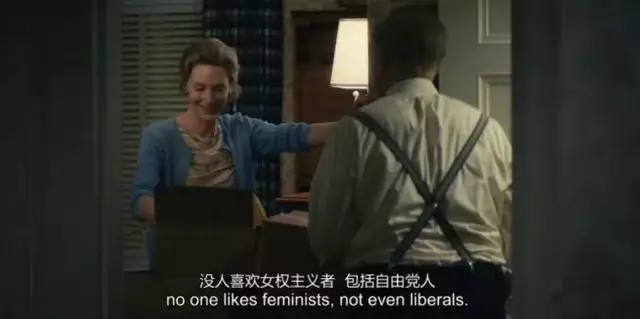 没人喜欢女权主义者 包括自由党人
no one likes feminists, not even liberals.